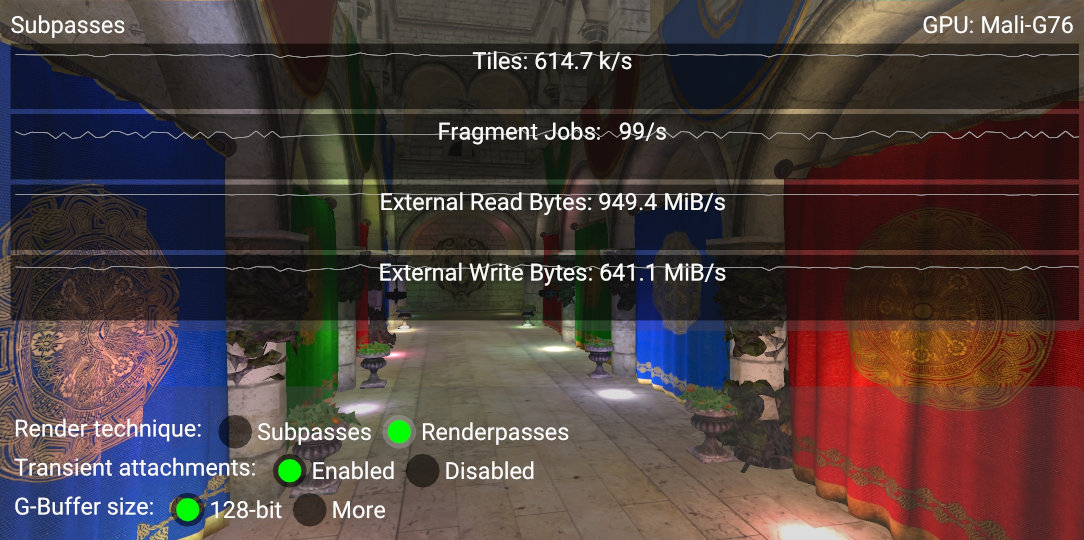 Subpasses
GPU: Mali-G76
Tiles: 614.7 k/s
Fragment Jobs: 99/s
External Read Bytes: 949.4 MiB/s
External Write Bytes: 641.1 MiB/s
Render technique: Subpasses Renderpasses
Transient attachments: Enabled Disabled
G-Buffer size: 128-bit More